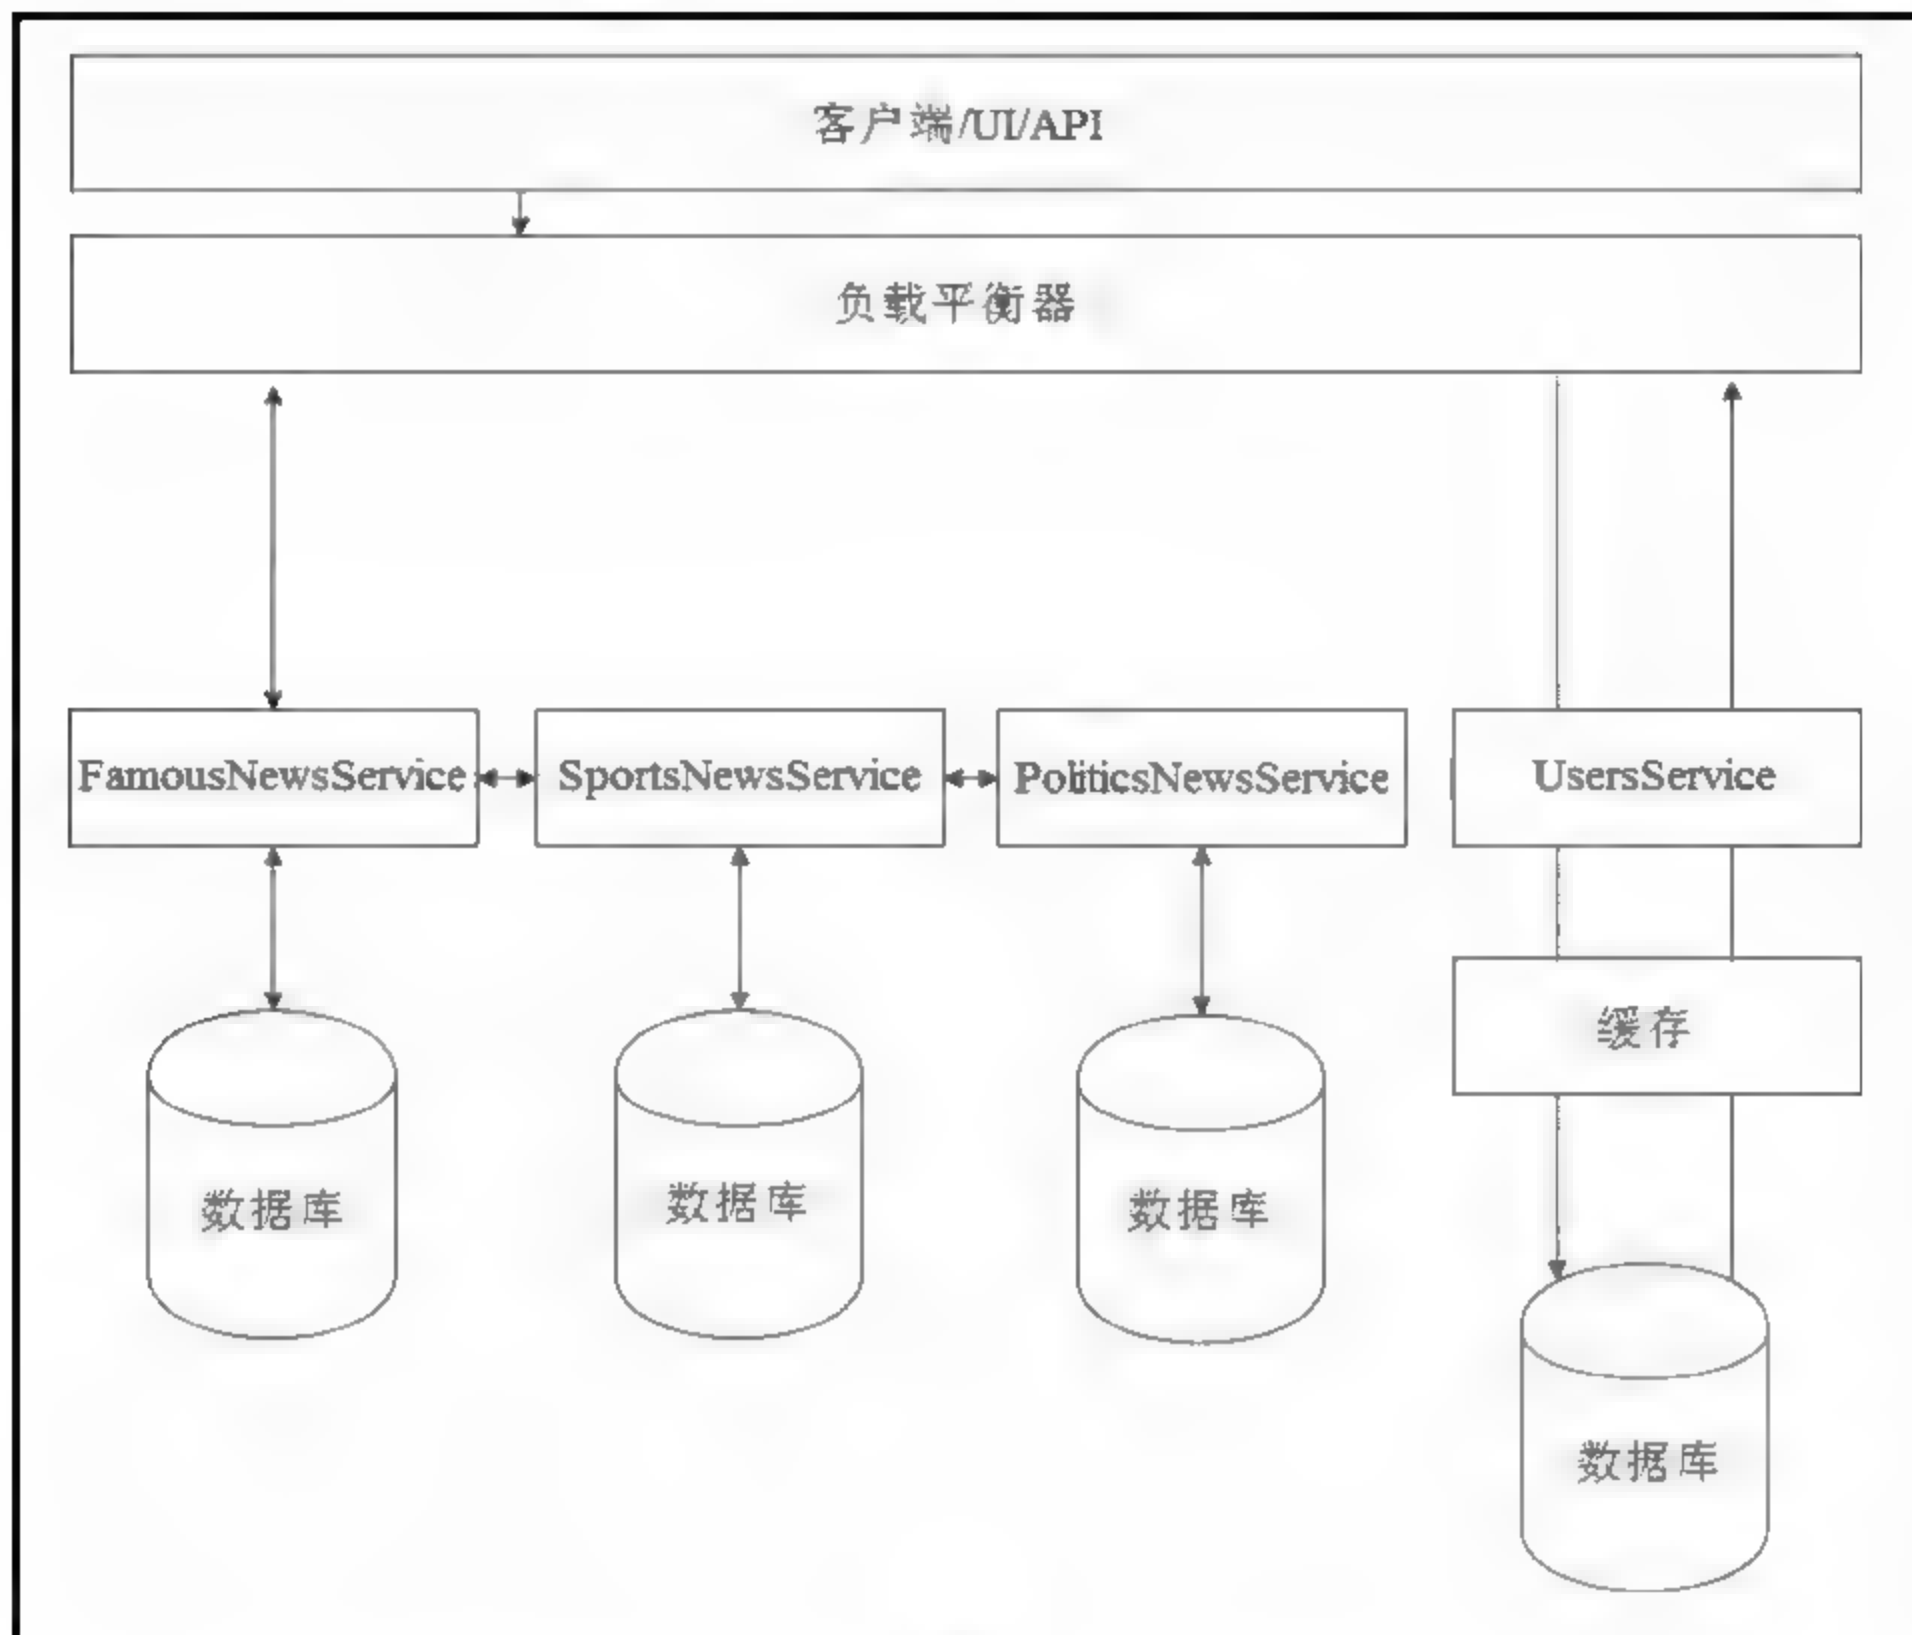 客户端/UI/API
负载平衡器
FamousNewsService
SportsNewsService
PoliticsNewsService
UsersService
缓存
数据库
数据库
数据库
数据库